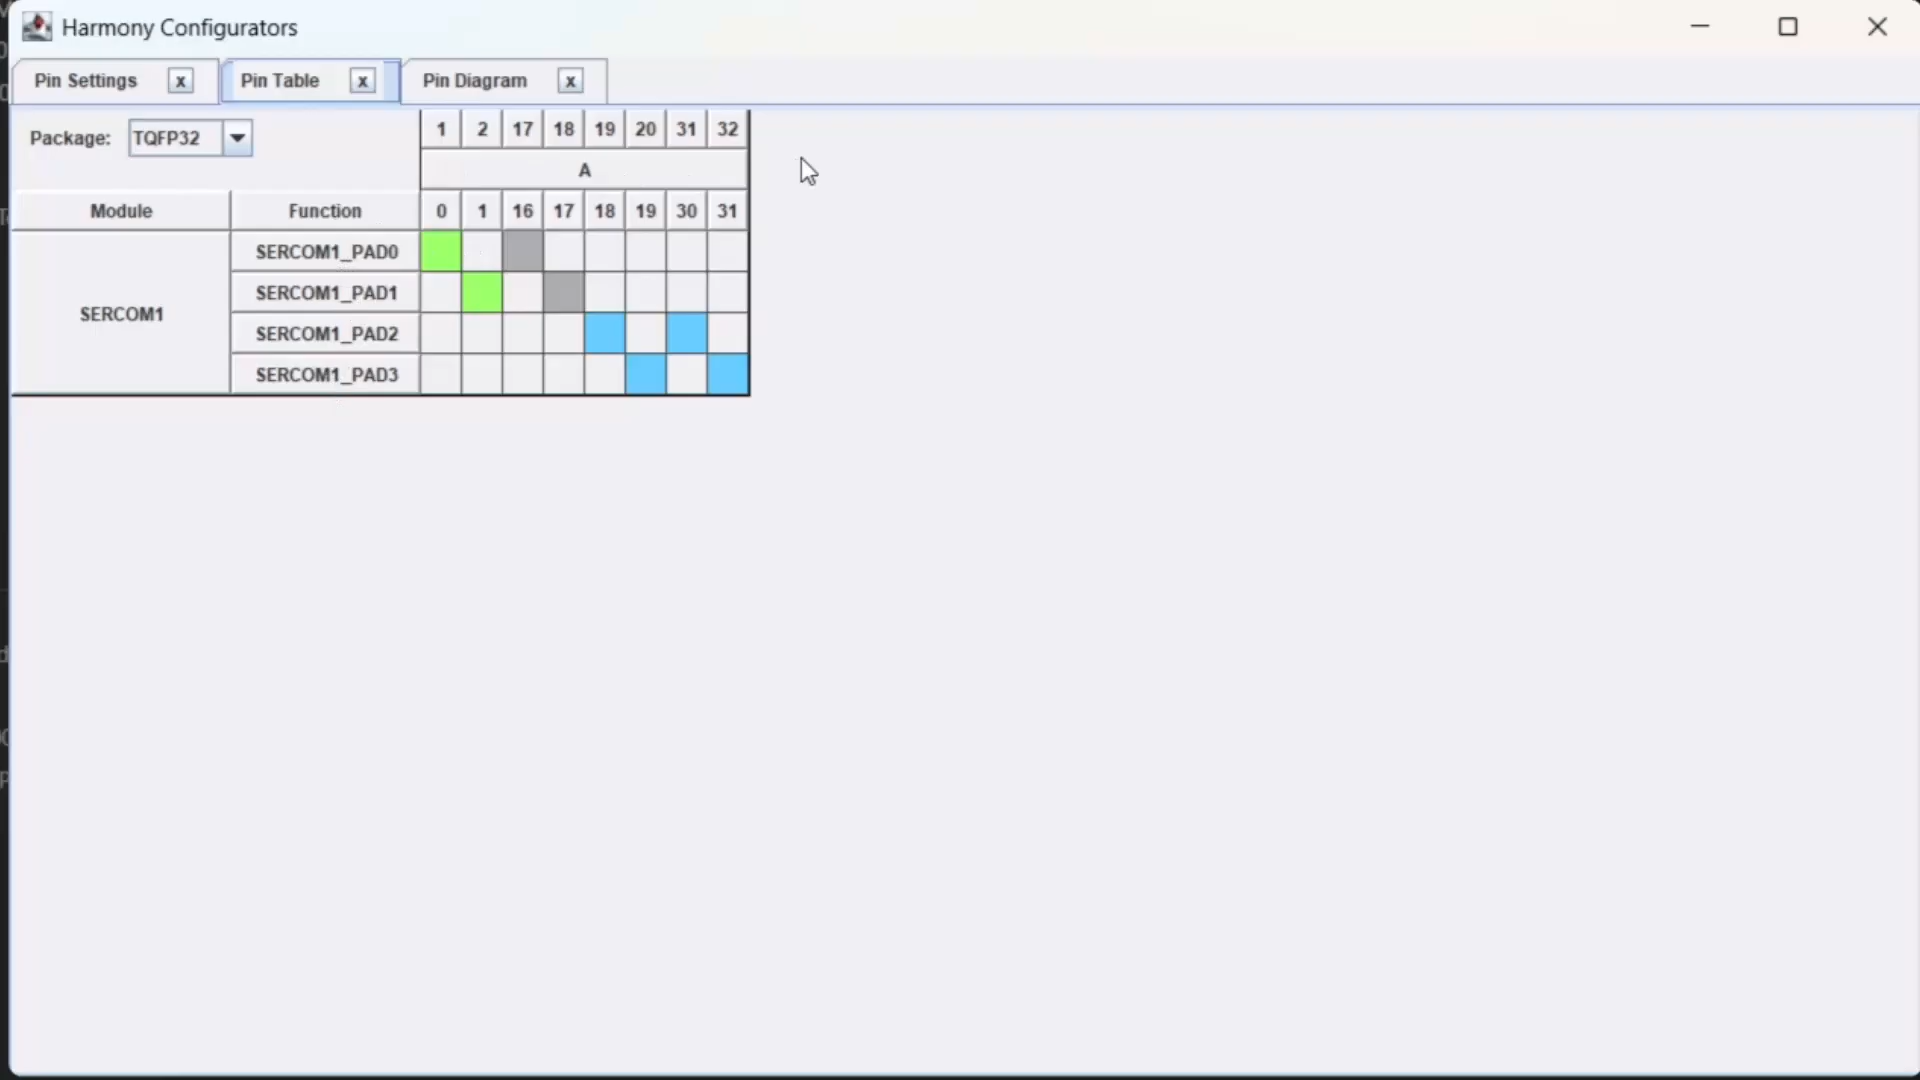 Harmony Configurators
Pin Settings x Pin Table x Pin Diagram x
Package: TQFP32
1 2 17 18 19 20 31 32
A
Module Function 0 1 16 17 18 19 30 31
SERCOM1
SERCOM1_PAD0
SERCOM1_PAD1
SERCOM1_PAD2
SERCOM1_PAD3